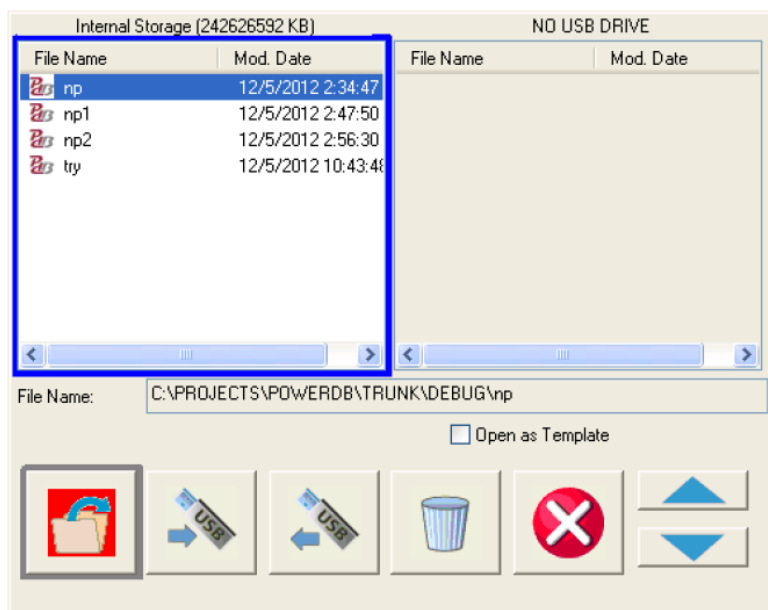 Internal Storage (242626592 KB)
NO USB DRIVE
File Name Mod. Date
File Name Mod. Date
np 12/5/2012 2:34:47
np1 12/5/2012 2:47:50
np2 12/5/2012 2:56:30
try 12/5/2012 10:43:48
File Name: C:\PROJECTS\POWERDB\TRUNK\DEBUG\np
Open as Template
USB
USB